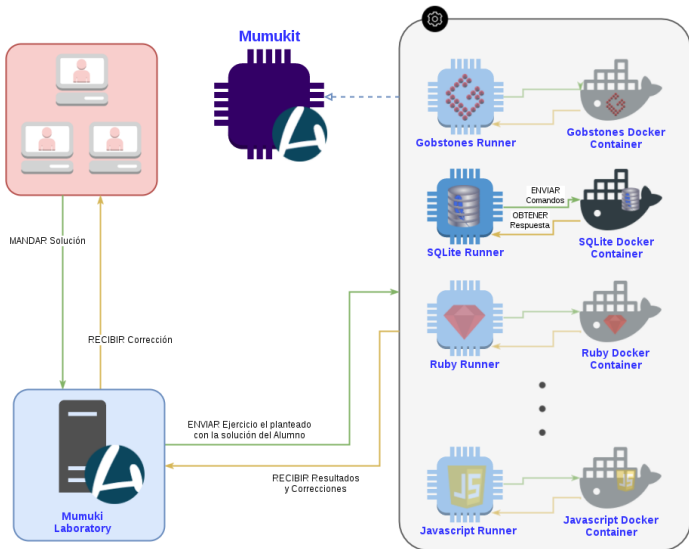 Mumukit
Gobstones Runner
Gobstones Docker
Container
ENVIAR
Comandos
OBTENER
Respuesta
SQLite Runner
SQLite Docker
Container
MANDAR Solución
RECIBIR Corrección
Ruby Runner
Ruby Docker
Container
ENVIAR Ejercicio el planteado
con la solución del Alumno
RECIBIR Resultados
y Correcciones
Mumuki
Laboratory
JS
JS
Javascript Runner
Javascript Docker
Container